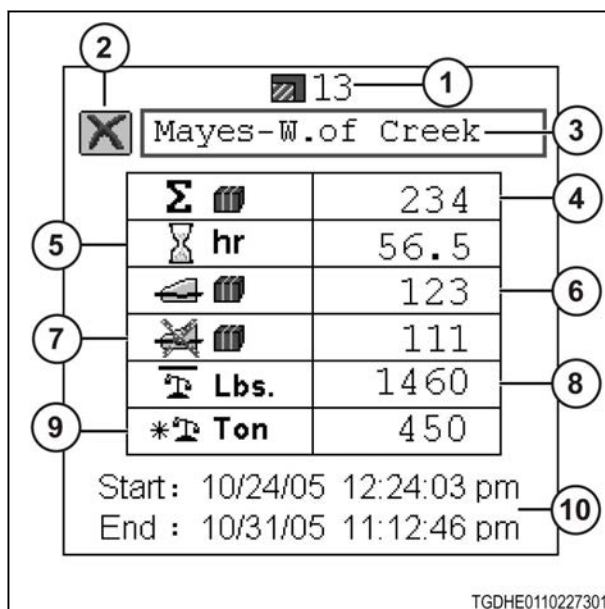 2
13
1
Mayes-W.of Creek
3
Σ 234
4
5
hr 56.5
123
6
7
111
Lbs. 1460
8
9
*Ton 450
Start: 10/24/05 12:24:03 pm
End : 10/31/05 11:12:46 pm
10
TGDHE0110227301